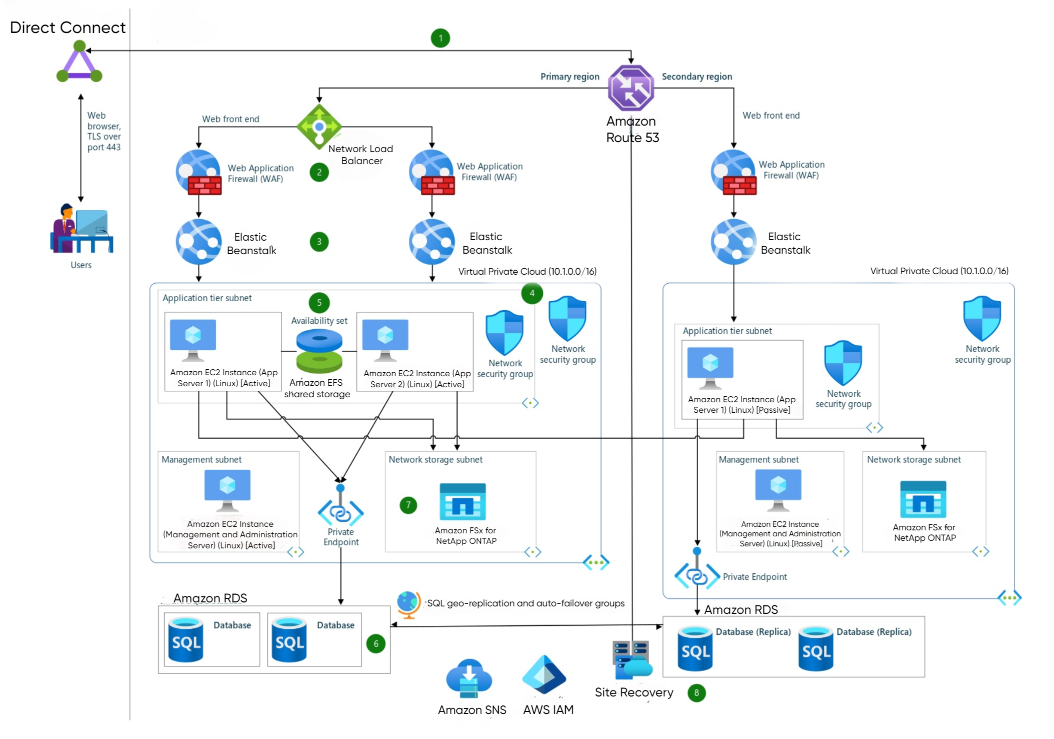 Direct Connect
1
Primary region
Secondary region
Amazon
Route 53
Web
browser,
TLS over
port 443
Users
Web front end
Network Load
Balancer
Web front end
Web Application
Firewall (WAF)
2
Web Application
Firewall (WAF)
Web Application
Firewall (WAF)
Elastic
Beanstalk
3
Elastic
Beanstalk
Elastic
Beanstalk
Virtual Private Cloud (10.1.0.0/16)
Virtual Private Cloud (10.1.0.0/16)
Application tier subnet
5
4
Availability set
Amazon EFS
shared storage
Amazon EC2 Instance (App
Server 1) (Linux) [Active]
Amazon EC2 Instance (App
Server 2) (Linux) [Active]
Network
security group
Network
security group
Application tier subnet
Amazon EC2 Instance (App
Server 1) (Linux) [Passive]
Network
security group
Network
security group
Management subnet
Amazon EC2 Instance
(Management and Administration
Server) (Linux) [Active]
Private
Endpoint
Network storage subnet
7
Amazon FSx for
NetApp ONTAP
Management subnet
Amazon EC2 Instance
(Management and Administration
Server) (Linux) [Passive]
Network storage subnet
Amazon FSx for
NetApp ONTAP
Private Endpoint
Amazon RDS
Database
SQL
Database
SQL
6
SQL geo-replication and auto-failover groups
Amazon RDS
Database (Replica)
SQL
Database (Replica)
SQL
Amazon SNS
AWS IAM
Site Recovery
8